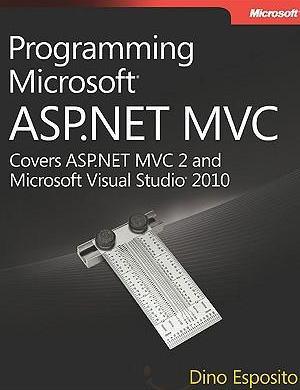 Microsoft
Programming
Microsoft®
ASP.NET MVC
Covers ASP.NET MVC 2 and
Microsoft Visual Studio® 2010
Dino Esposito